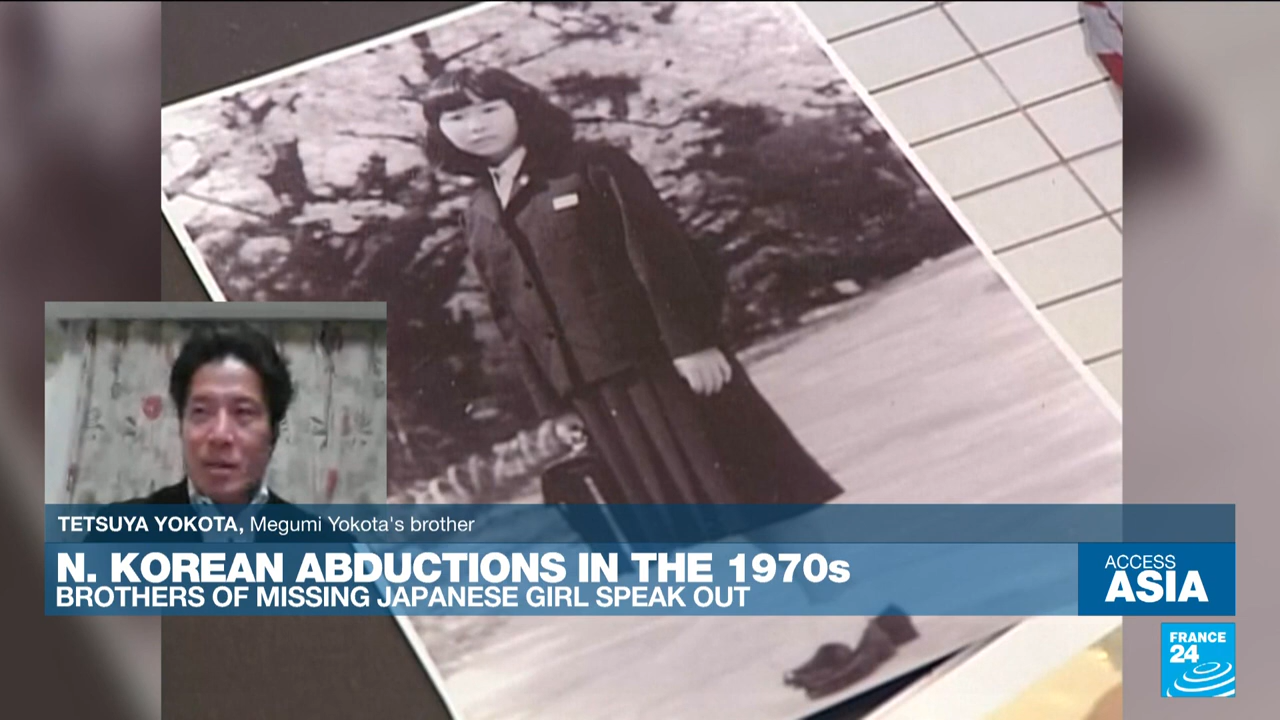 TETSUYA YOKOTA, Megumi Yokota's brother
N. KOREAN ABDUCTIONS IN THE 1970s
BROTHERS OF MISSING JAPANESE GIRL SPEAK OUT
ACCESS
ASIA
FRANCE
24